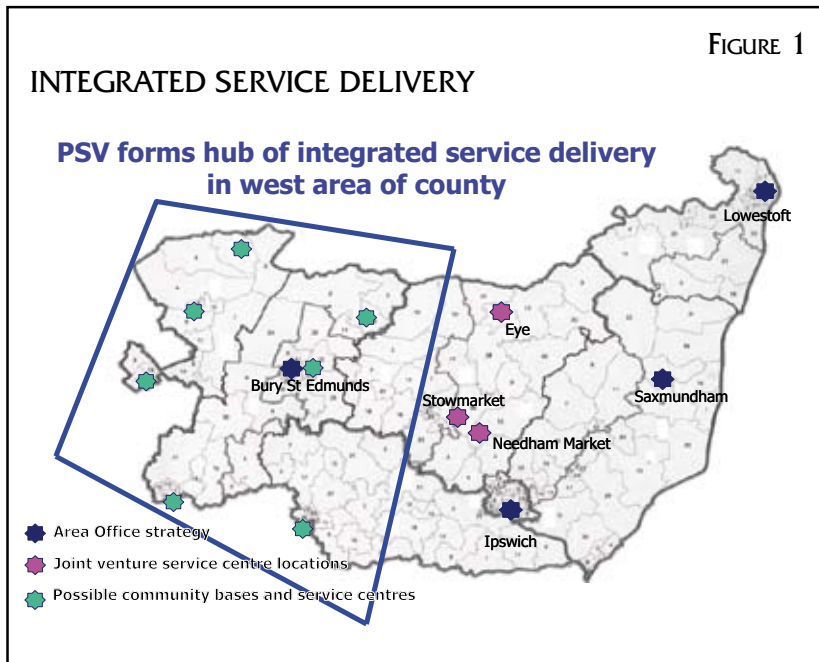 FIGURE 1
INTEGRATED SERVICE DELIVERY
PSV forms hub of integrated service delivery
in west area of county
Lowestoft
Eye
Bury St Edmunds
Saxmundham
Stowmarket
Needham Market
Ipswich
Area Office strategy
Joint venture service centre locations
Possible community bases and service centres